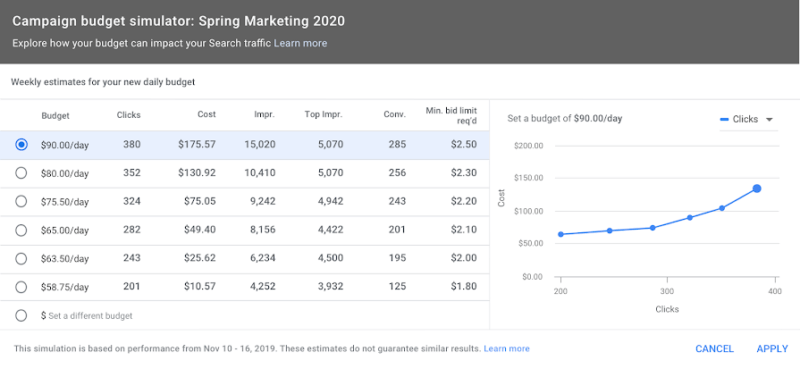 Campaign budget simulator: Spring Marketing 2020
Explore how your budget can impact your Search traffic Learn more
Weekly estimates for your new daily budget
Budget Clicks Cost Impr. Top Impr. Conv. Min. bid limit req'd
$90.00/day 380 $175.57 15,020 5,070 285 $2.50
$80.00/day 352 $130.92 10,410 5,070 256 $2.30
$75.50/day 324 $75.05 9,242 4,942 243 $2.20
$65.00/day 282 $49.40 8,156 4,422 201 $2.10
$63.50/day 243 $25.62 6,234 4,500 195 $2.00
$58.75/day 201 $10.57 4,252 3,932 125 $1.80
$ Set a different budget
Set a budget of $90.00/day
Clicks
$200.00
$150.00
$100.00
$50.00
$0.00
Cost
200 300 400
Clicks
This simulation is based on performance from Nov 10 - 16, 2019. These estimates do not guarantee similar results. Learn more
CANCEL APPLY